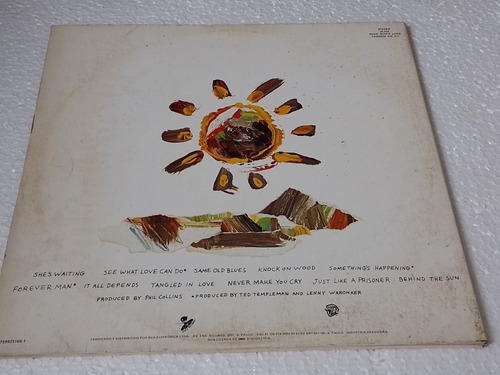 STEREO
SHE'S WAITING SEE WHAT LOVE CAN DO* SAME OLD BLUES KNOCK ON WOOD SOMETHING'S HAPPENING*
FOREVER MAN* IT ALL DEPENDS TANGLED IN LOVE NEVER MAKE YOU CRY JUST LIKE A PRISONER BEHIND THE SUN
PRODUCED BY PHIL COLLINS *PRODUCED BY TED TEMPLEMAN AND LENNY WARONKER